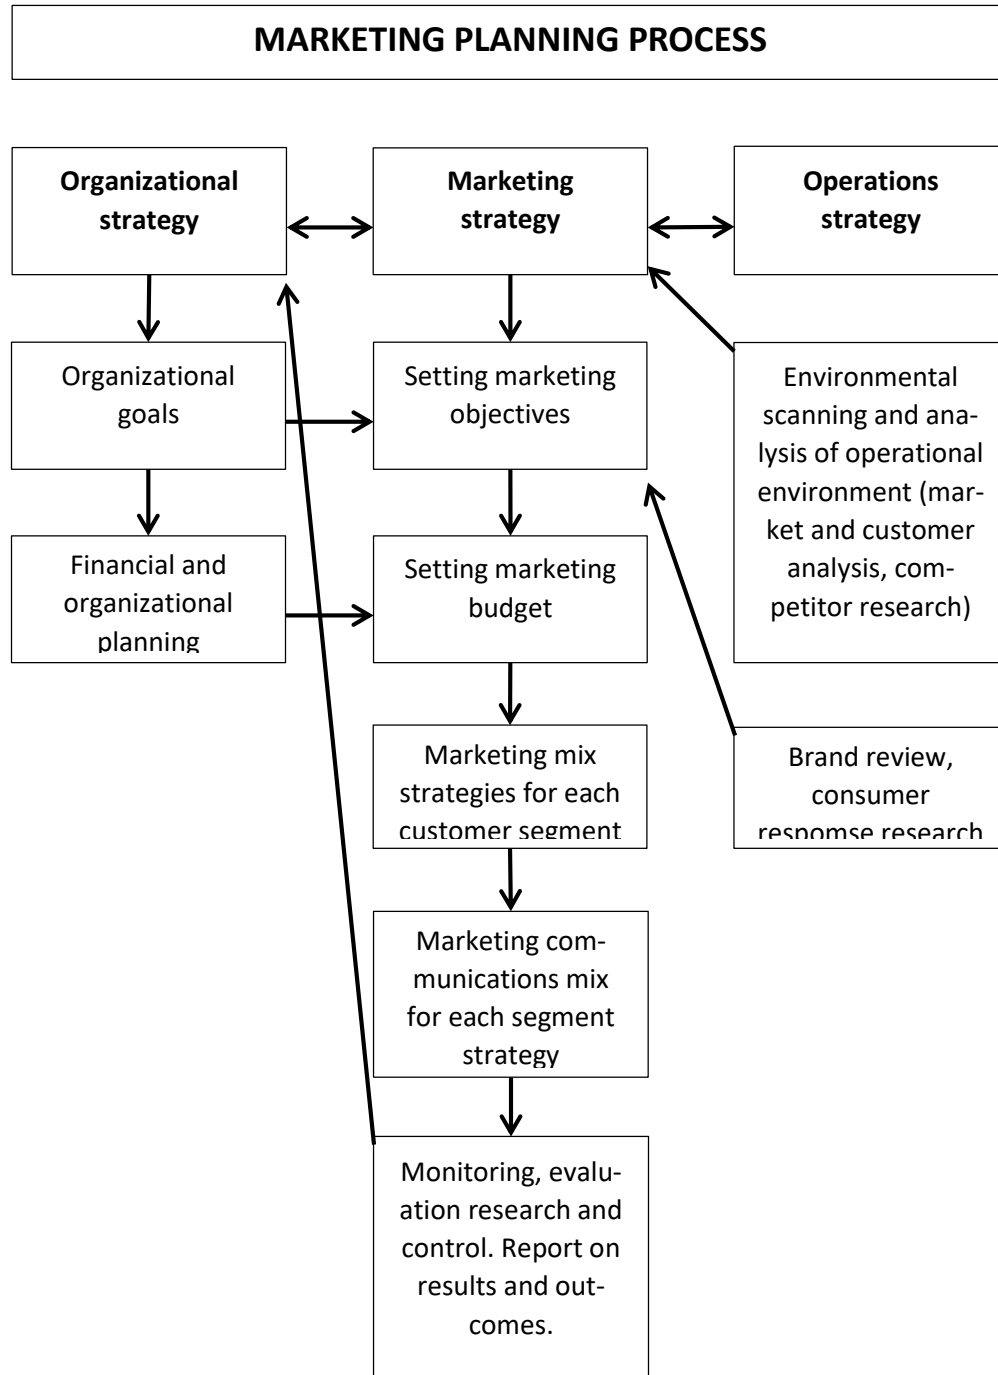 MARKETING PLANNING PROCESS
Organizational
strategy
Marketing
strategy
Operations
strategy
Organizational
goals
Setting marketing
objectives
Environmental
scanning and ana-
lysis of operational
environment (mar-
ket and customer
analysis, com-
petitor research)
Financial and
organizational
planning
Setting marketing
budget
Marketing mix
strategies for each
customer segment
Brand review,
consumer
respomse research
Marketing com-
munications mix
for each segment
strategy
Monitoring, evalu-
ation research and
control. Report on
results and out-
comes.